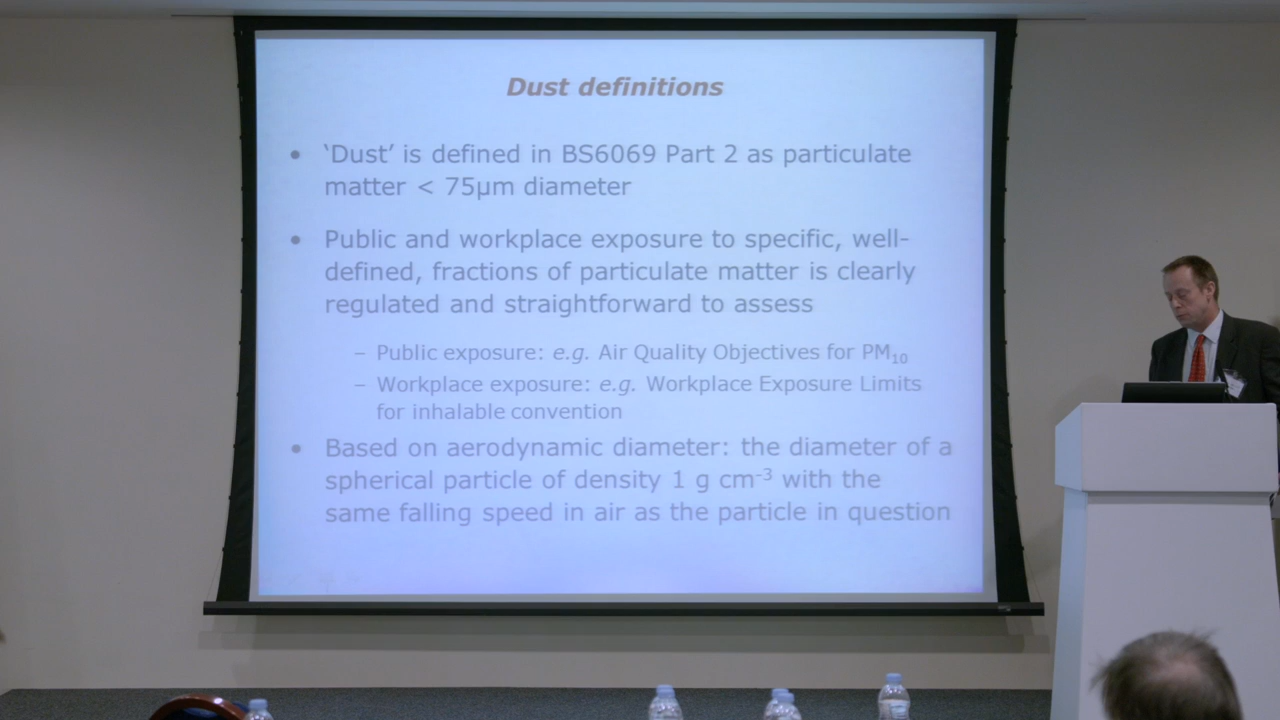 Dust definitions
• ‘Dust’ is defined in BS6069 Part 2 as particulate
matter < 75µm diameter
• Public and workplace exposure to specific, well-
defined, fractions of particulate matter is clearly
regulated and straightforward to assess
– Public exposure: e.g. Air Quality Objectives for PM₁₀
– Workplace exposure: e.g. Workplace Exposure Limits
for inhalable convention
• Based on aerodynamic diameter: the diameter of a
spherical particle of density 1 g cm⁻³ with the
same falling speed in air as the particle in question